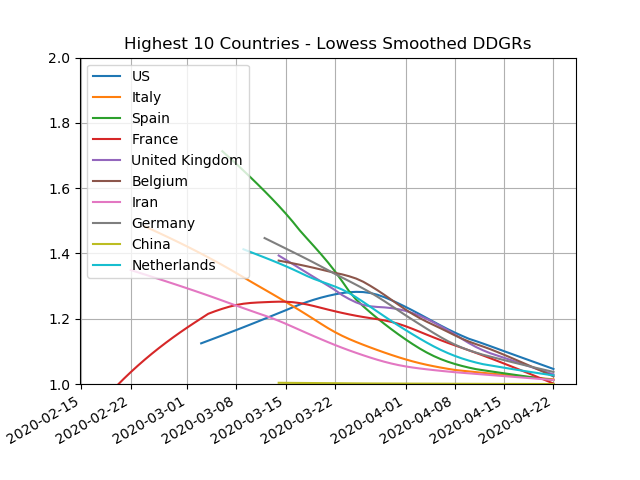 Highest 10 Countries - Lowess Smoothed DDGRs
2.0
1.8
1.6
1.4
1.2
1.0
US
Italy
Spain
France
United Kingdom
Belgium
Iran
Germany
China
Netherlands
2020-02-15
2020-02-22
2020-03-01
2020-03-08
2020-03-15
2020-03-22
2020-04-01
2020-04-08
2020-04-15
2020-04-22